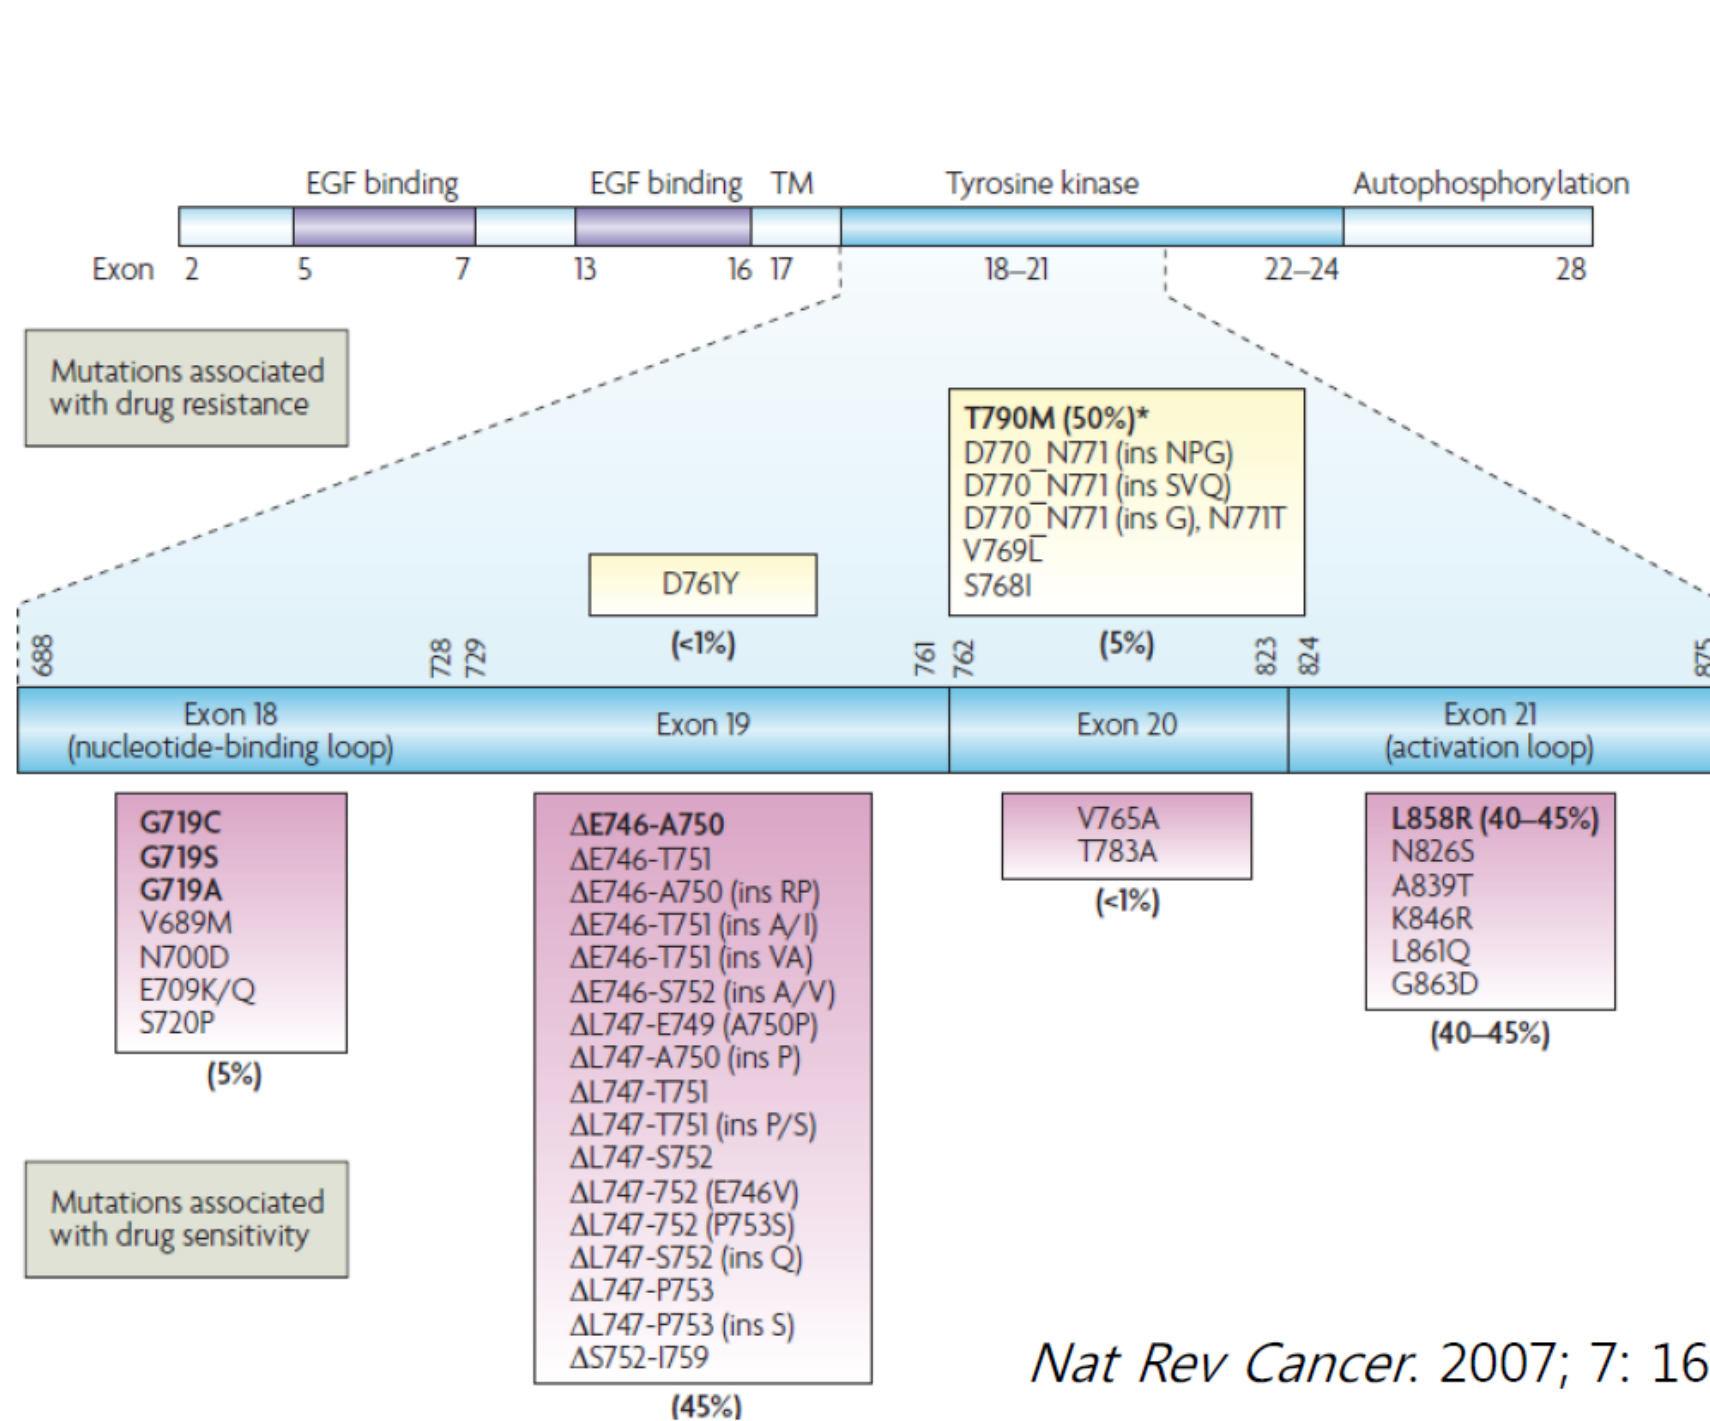 EGF binding EGF binding TM Tyrosine kinase Autophosphorylation
Exon 2 5 7 13 16 17 18–21 22–24 28
Mutations associated
with drug resistance
T790M (50%)*
D770_N771 (ins NPG)
D770_N771 (ins SVQ)
D770_N771 (ins G), N771T
V769L
S768I
D761Y
(<1%)
(5%)
688 728 729 761 762 823 824 875
Exon 18
(nucleotide-binding loop)
Exon 19
Exon 20
Exon 21
(activation loop)
G719C
G719S
G719A
V689M
N700D
E709K/Q
S720P
(5%)
ΔE746-A750
ΔE746-T751
ΔE746-A750 (ins RP)
ΔE746-T751 (ins A/I)
ΔE746-T751 (ins VA)
ΔE746-S752 (ins A/V)
ΔL747-E749 (A750P)
ΔL747-A750 (ins P)
ΔL747-T751
ΔL747-T751 (ins P/S)
ΔL747-S752
ΔL747-752 (E746V)
ΔL747-752 (P753S)
ΔL747-S752 (ins Q)
ΔL747-P753
ΔL747-P753 (ins S)
ΔS752-I759
(45%)
V765A
T783A
(<1%)
L858R (40–45%)
N826S
A839T
K846R
L861Q
G863D
(40–45%)
Mutations associated
with drug sensitivity
Nat Rev Cancer. 2007; 7: 16